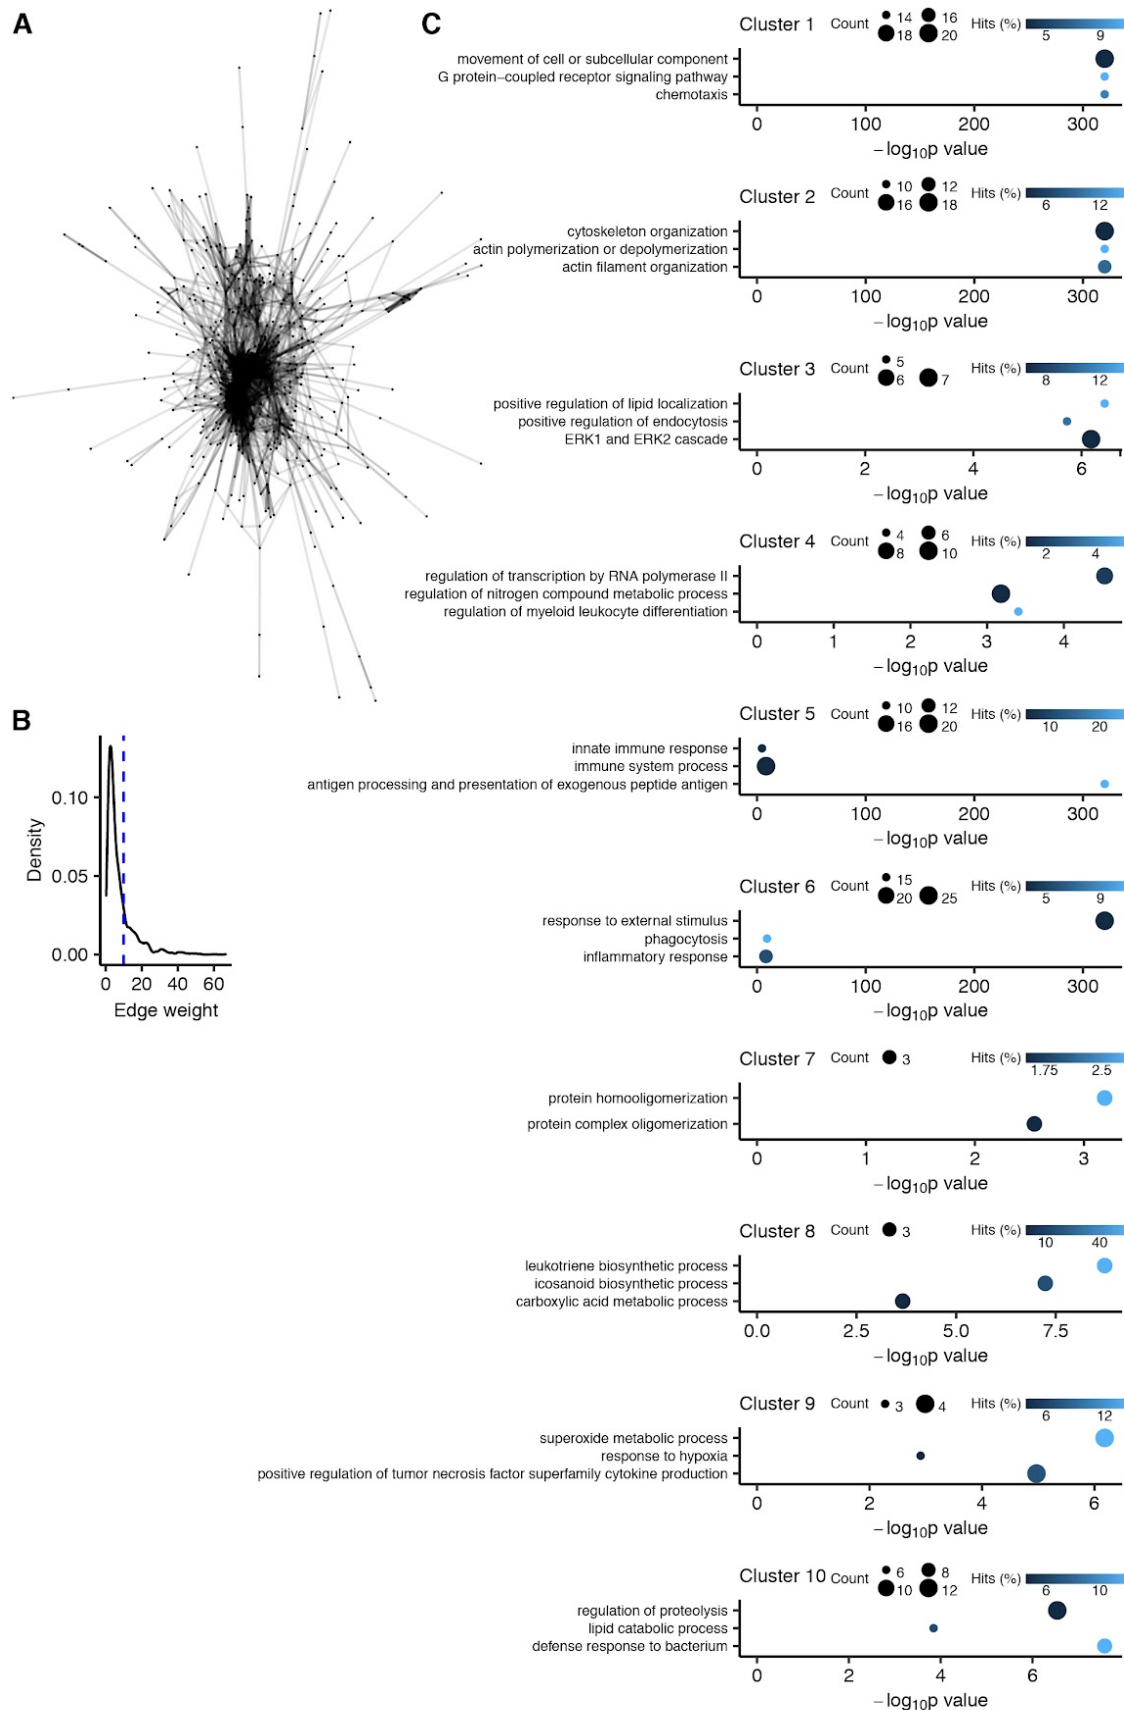 A
B
0.10
0.05
0.00
Density
0 20 40 60
Edge weight
C
Cluster 1 Count 14 16 18 20 Hits (%) 5 9
movement of cell or subcellular component
G protein−coupled receptor signaling pathway
chemotaxis
0 100 200 300
−log10p value
Cluster 2 Count 10 12 16 18 Hits (%) 6 12
cytoskeleton organization
actin polymerization or depolymerization
actin filament organization
0 100 200 300
−log10p value
Cluster 3 Count 5 6 7 Hits (%) 8 12
positive regulation of lipid localization
positive regulation of endocytosis
ERK1 and ERK2 cascade
0 2 4 6
−log10p value
Cluster 4 Count 4 6 8 10 Hits (%) 2 4
regulation of transcription by RNA polymerase II
regulation of nitrogen compound metabolic process
regulation of myeloid leukocyte differentiation
0 1 2 3 4
−log10p value
Cluster 5 Count 10 12 16 20 Hits (%) 10 20
innate immune response
immune system process
antigen processing and presentation of exogenous peptide antigen
0 100 200 300
−log10p value
Cluster 6 Count 15 20 25 Hits (%) 5 9
response to external stimulus
phagocytosis
inflammatory response
0 100 200 300
−log10p value
Cluster 7 Count 3 Hits (%) 1.75 2.5
protein homooligomerization
protein complex oligomerization
0 1 2 3
−log10p value
Cluster 8 Count 3 Hits (%) 10 40
leukotriene biosynthetic process
icosanoid biosynthetic process
carboxylic acid metabolic process
0.0 2.5 5.0 7.5
−log10p value
Cluster 9 Count 3 4 Hits (%) 6 12
superoxide metabolic process
response to hypoxia
positive regulation of tumor necrosis factor superfamily cytokine production
0 2 4 6
−log10p value
Cluster 10 Count 6 8 10 12 Hits (%) 6 10
regulation of proteolysis
lipid catabolic process
defense response to bacterium
0 2 4 6
−log10p value